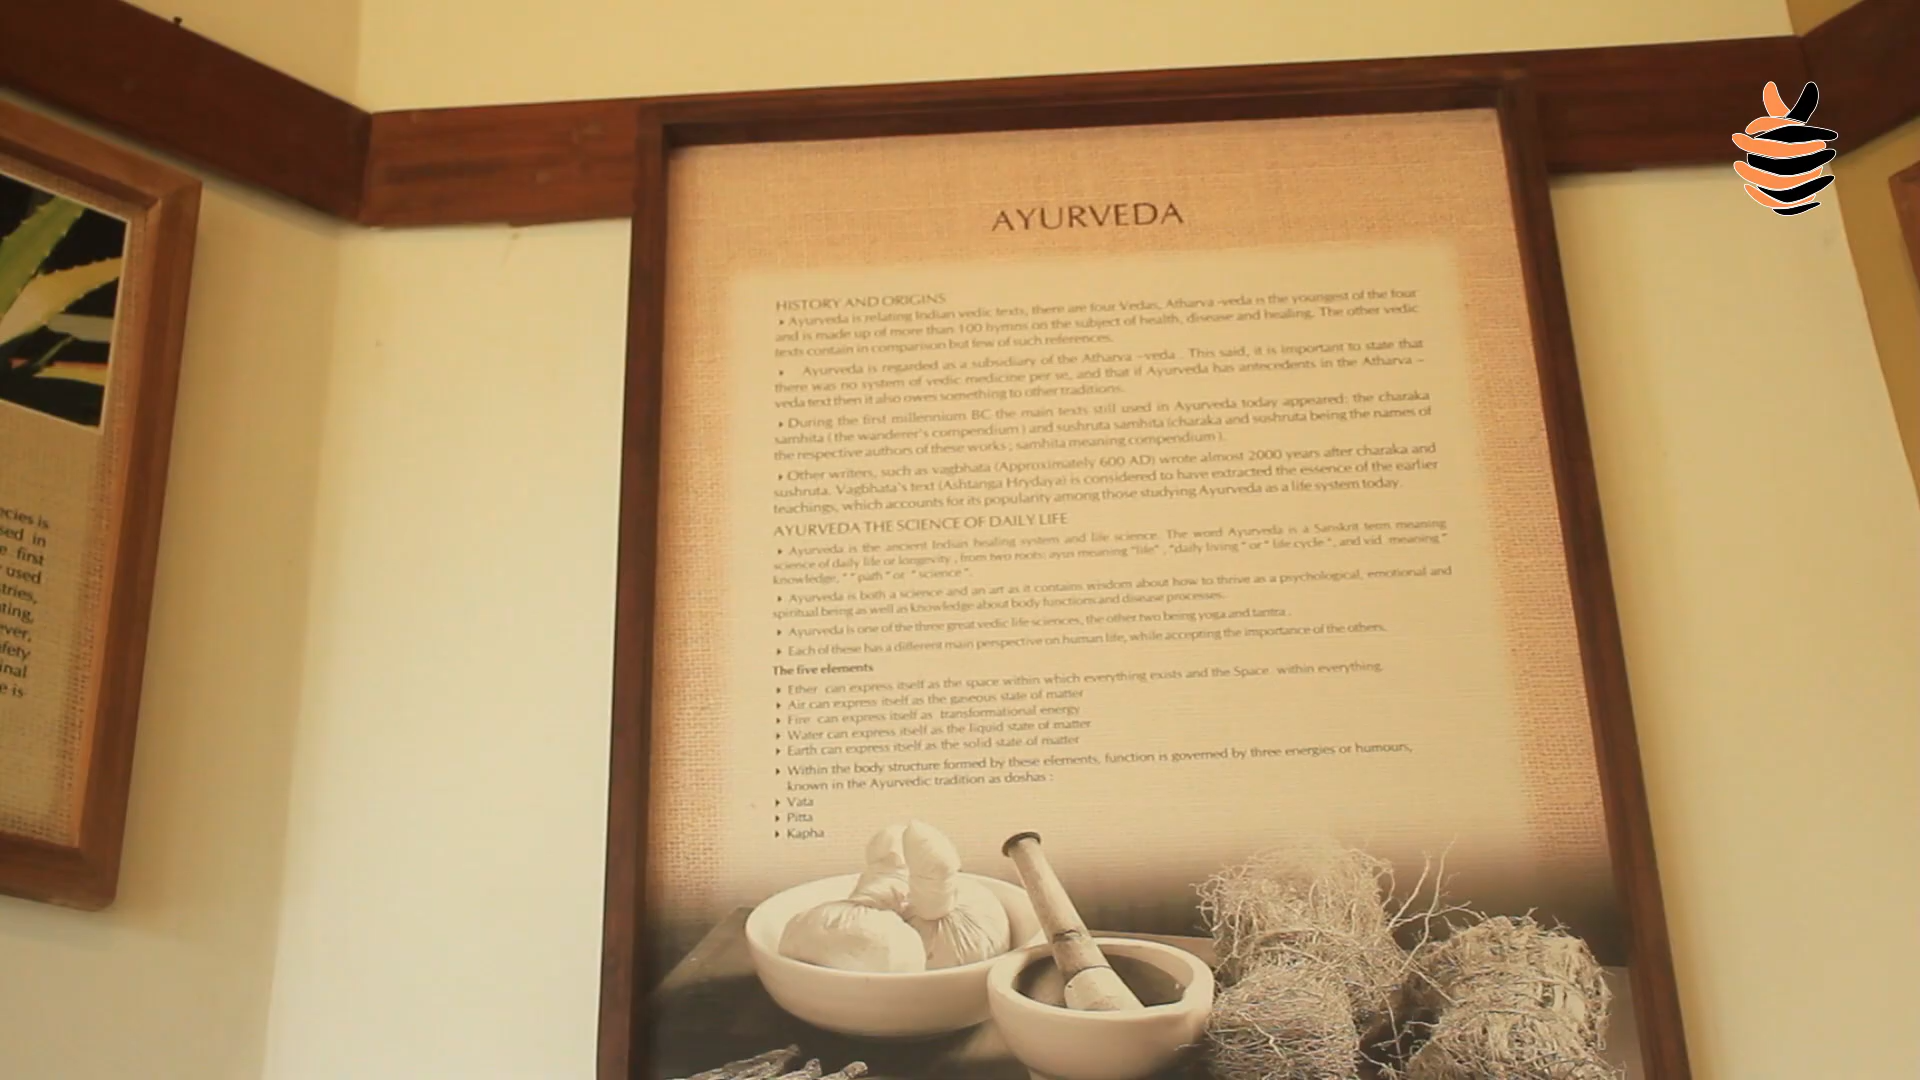 AYURVEDA
HISTORY AND ORIGINS
Ayurveda is relating Indian vedic texts, there are four Vedas, Atharva -veda is the youngest of the four
and is made up of more than 100 hymns on the subject of health, disease and healing. The other vedic
texts contain in comparison but few of such references.
Ayurveda is regarded as a subsidiary of the Atharva –veda . This said, it is important to state that
there was no system of vedic medicine per se, and that if Ayurveda has antecedents in the Atharva –
veda text then it also owes something to other traditions.
During the first millennium BC the main texts still used in Ayurveda today appeared: the charaka
samhita ( the wanderer's compendium ) and sushruta samhita (charaka and sushruta being the names of
the respective authors of these works ; samhita meaning compendium ).
Other writers, such as vagbhata (Approximately 600 AD) wrote almost 2000 years after charaka and
sushruta. Vagbhata's text (Ashtanga Hrydaya) is considered to have extracted the essence of the earlier
teachings, which accounts for its popularity among those studying Ayurveda as a life system today.
AYURVEDA THE SCIENCE OF DAILY LIFE
Ayurveda is the ancient Indian healing system and life science. The word Ayurveda is a Sanskrit term meaning
science of daily life or longevity , from two roots: ayus meaning "life" , "daily living " or " life cycle ", and vid meaning "
knowledge, " " path " or " science ".
Ayurveda is both a science and an art as it contains wisdom about how to thrive as a psychological, emotional and
spiritual being as well as knowledge about body functions and disease processes.
Ayurveda is one of the three great vedic life sciences, the other two being yoga and tantra .
Each of these has a different main perspective on human life, while accepting the importance of the others.
The five elements
Ether can express itself as the space within which everything exists and the Space within everything.
Air can express itself as the gaseous state of matter
Fire can express itself as transformational energy
Water can express itself as the liquid state of matter
Earth can express itself as the solid state of matter
Within the body structure formed by these elements, function is governed by three energies or humours,
known in the Ayurvedic tradition as doshas :
Vata
Pitta
Kapha
is
sed in
first
used